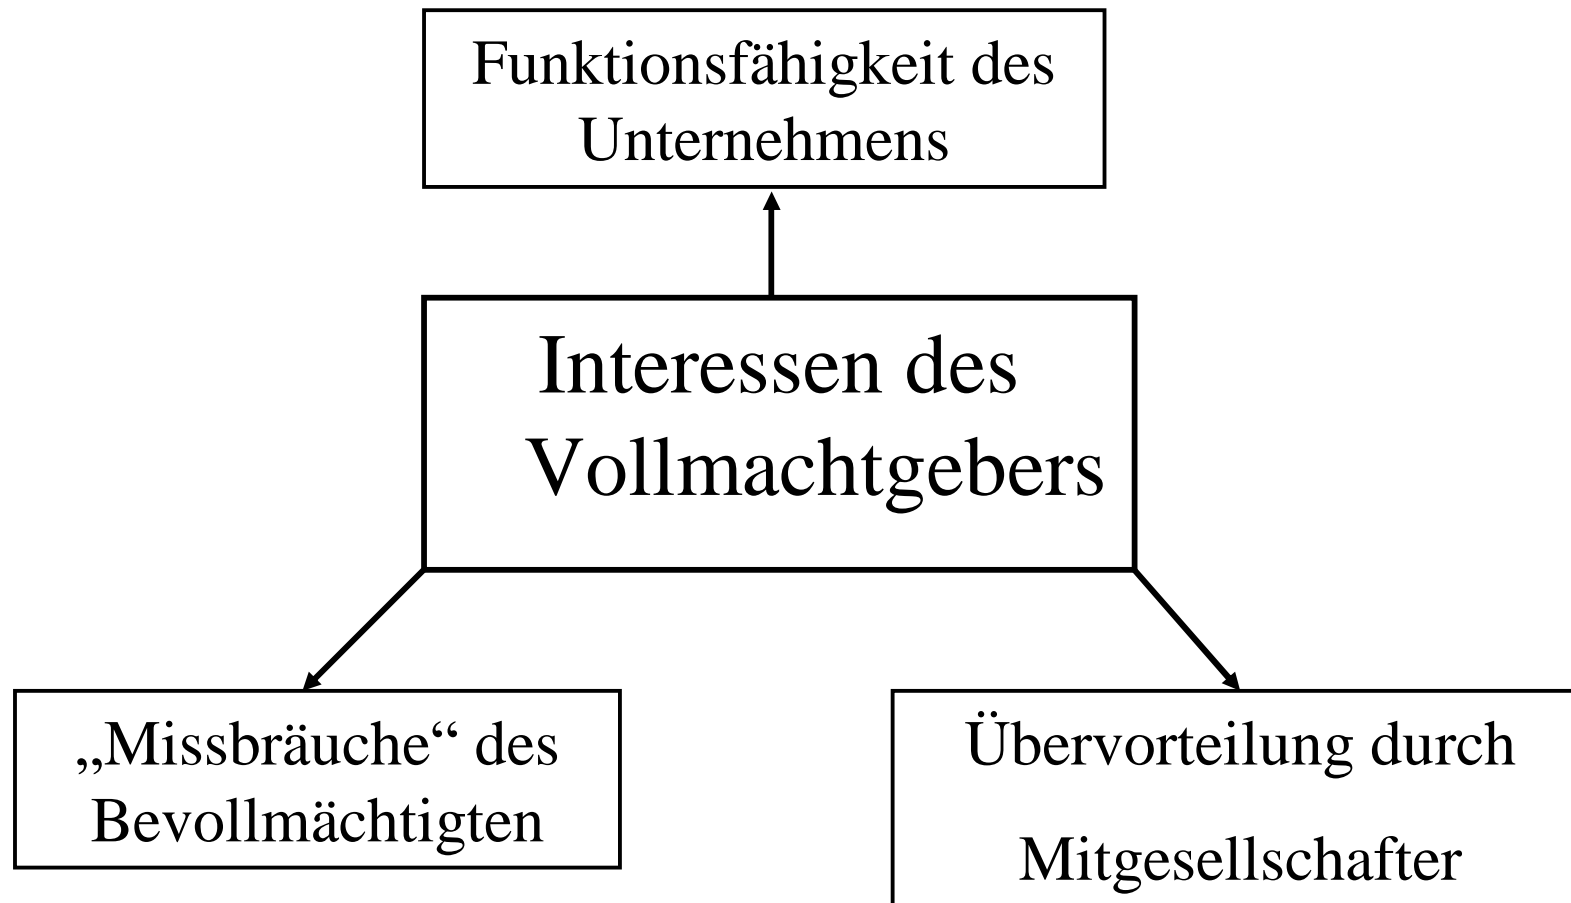 Funktionsfähigkeit des
Unternehmens
Interessen des
Vollmachtgebers
„Missbräuche“ des
Bevollmächtigten
Übervorteilung durch
Mitgesellschafter